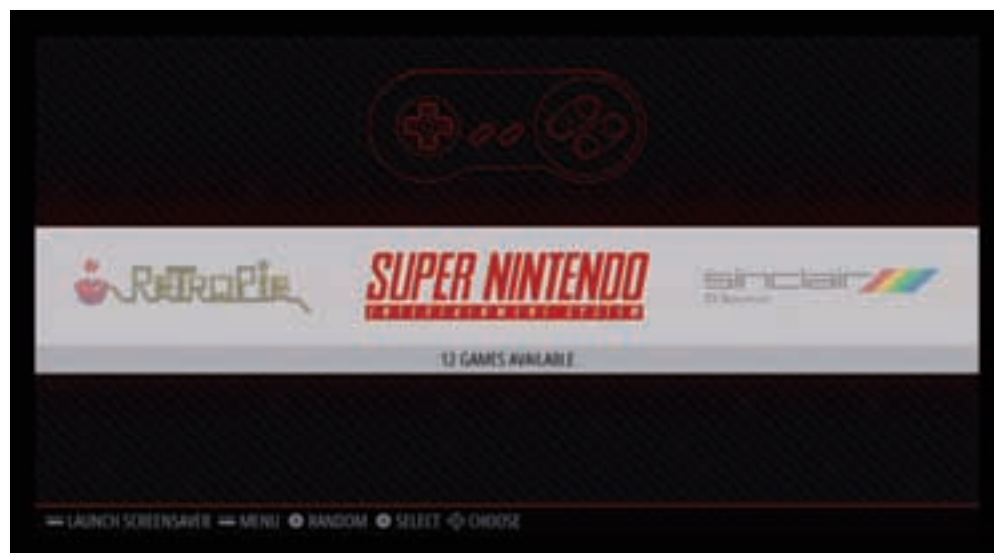 RetroPie
SUPER NINTENDO
ENTERTAINMENT SYSTEM
sinclair
12 GAMES AVAILABLE
LAUNCH SCREENSAVER MENU RANDOM SELECT CHOOSE